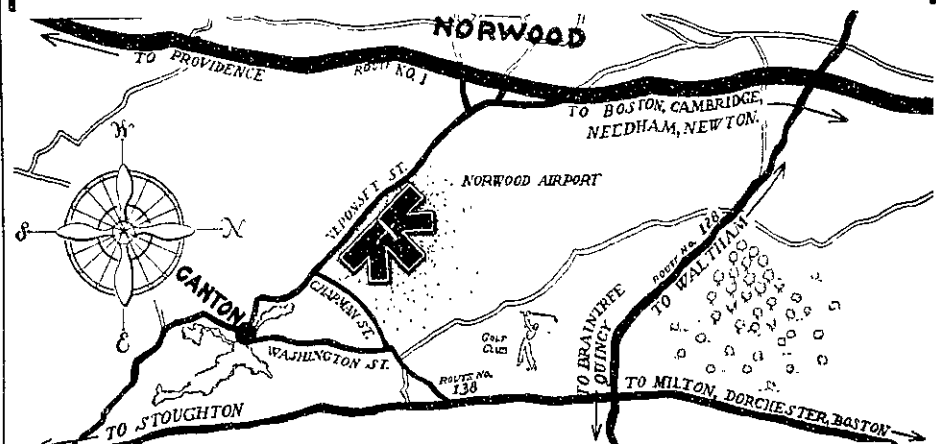 NORWOOD
TO PROVIDENCE
ROUTE NO. 1
TO BOSTON, CAMBRIDGE,
NEEDHAM, NEWTON.
W
S
N
E
NEPONSET ST.
NORWOOD AIRPORT
CANTON
CHAPMAN ST.
WASHINGTON ST.
GOLF
CLUB
ROUTE NO. 128
TO WALTHAM
TO BRAINTREE
QUINCY
ROUTE NO.
138
TO STOUGHTON
TO MILTON, DORCHESTER, BOSTON